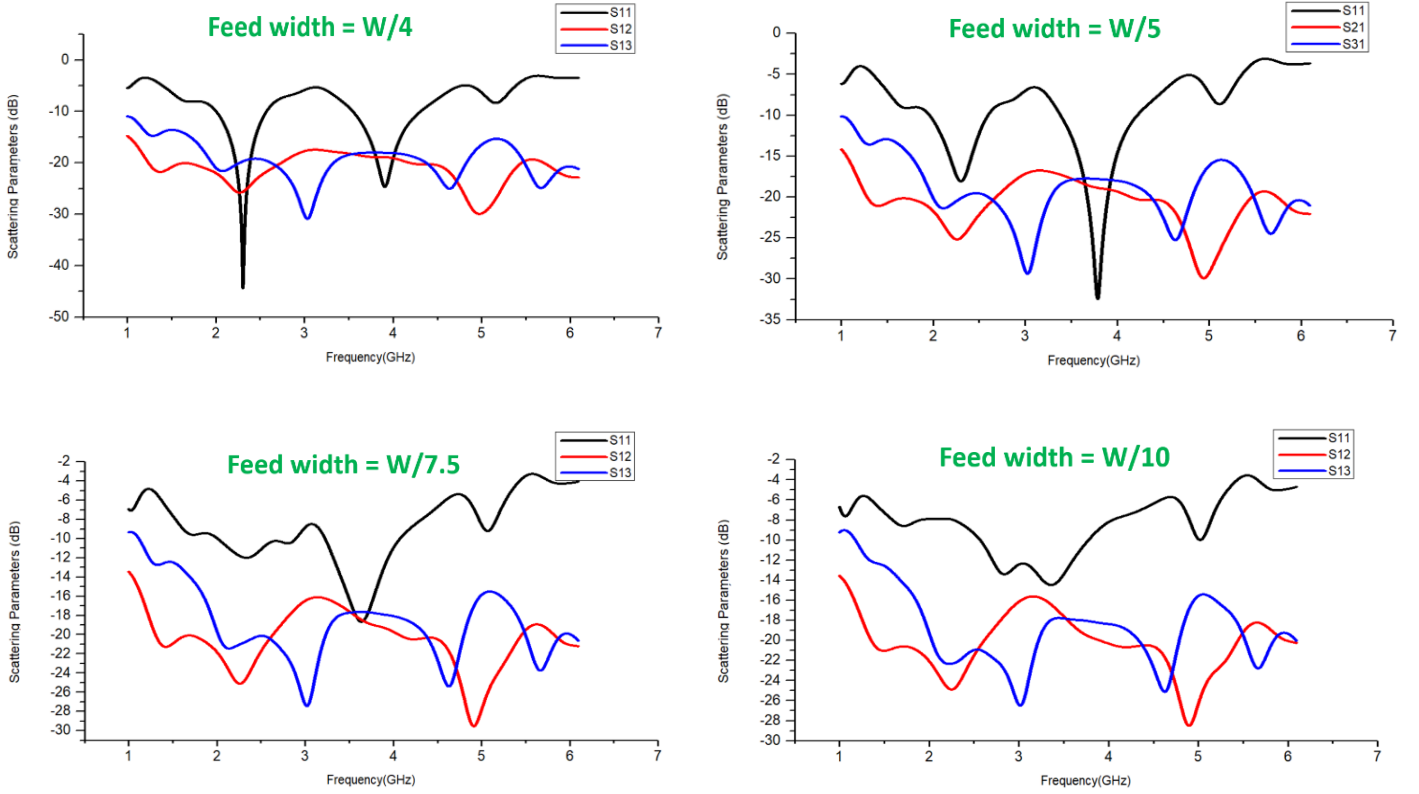 Feed width = W/4
S11
S12
S13
0
-10
-20
-30
-40
-50
Scattering Parameters (dB)
1 2 3 4 5 6 7
Frequency(GHz)
Feed width = W/5
S11
S21
S31
0
-5
-10
-15
-20
-25
-30
-35
Scattering Parameters (dB)
1 2 3 4 5 6 7
Frequency(GHz)
Feed width = W/7.5
S11
S12
S13
-2
-4
-6
-8
-10
-12
-14
-16
-18
-20
-22
-24
-26
-28
-30
Scattering Parameters (dB)
1 2 3 4 5 6 7
Frequency(GHz)
Feed width = W/10
S11
S12
S13
-2
-4
-6
-8
-10
-12
-14
-16
-18
-20
-22
-24
-26
-28
-30
Scattering Parameters (dB)
1 2 3 4 5 6 7
Frequency(GHz)